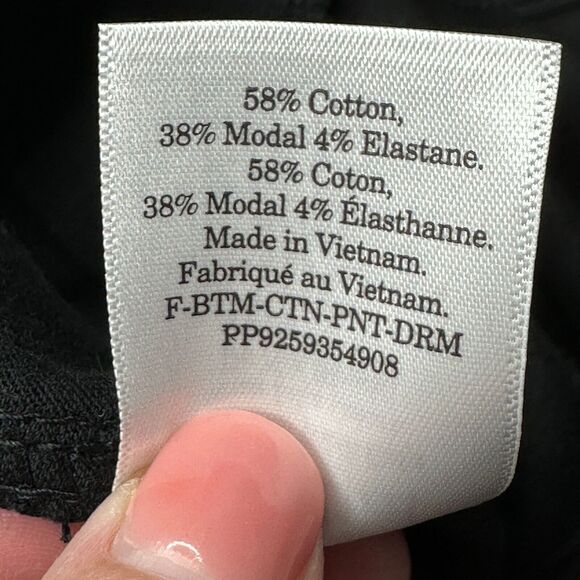 58% Cotton,
38% Modal 4% Elastane.
58% Coton,
38% Modal 4% Élasthanne.
Made in Vietnam.
Fabriqué au Vietnam.
F-BTM-CTN-PNT-DRM
PP9259354908